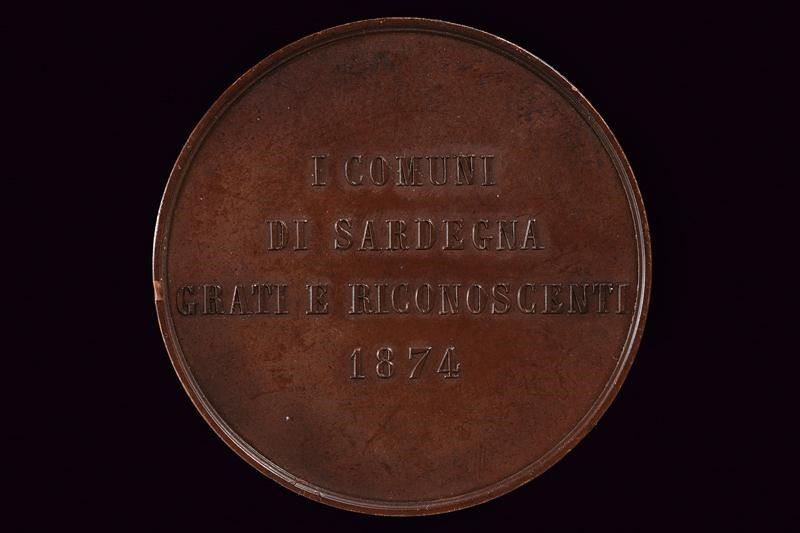 I COMUNI
DI SARDEGNA
GRATI E RICONOSCENTI
1874